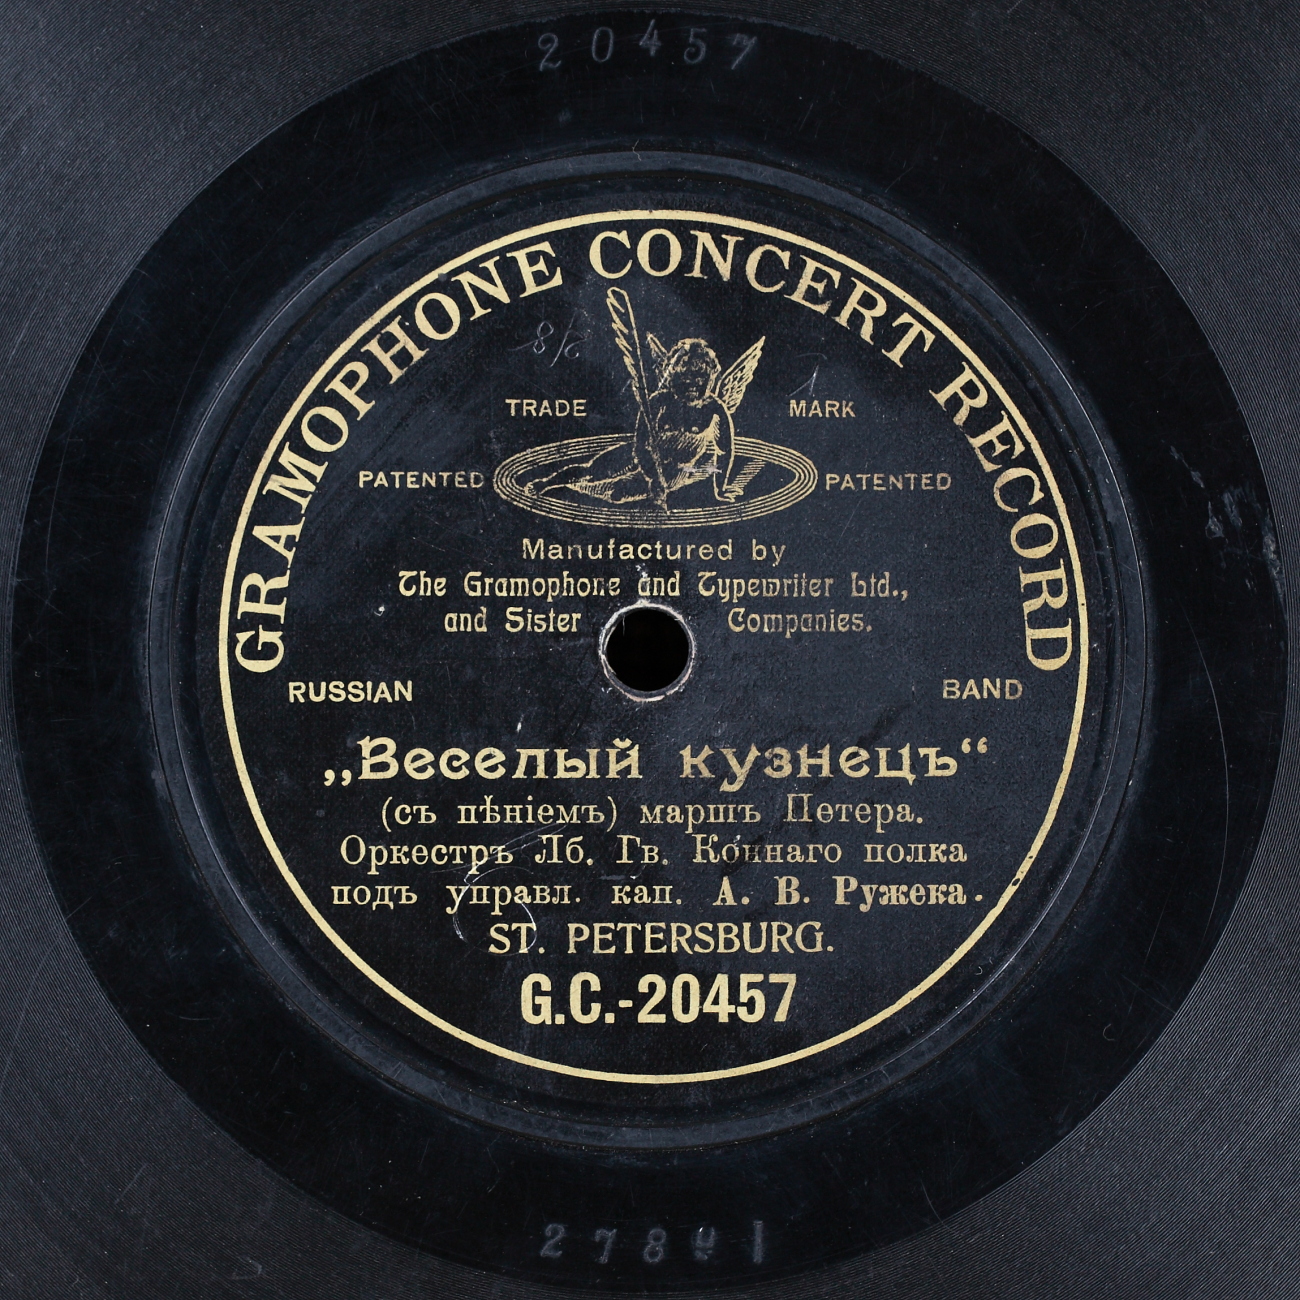 20457
GRAMOPHONE CONCERT RECORD
TRADE MARK
PATENTED PATENTED
Manufactured by
The Gramophone and Typewriter Ltd.,
and Sister Companies.
RUSSIAN BAND
„Веселый кузнецъ“
(съ пѣніемъ) маршъ Петера.
Оркестръ Лб. Гв. Коннаго полка
подъ управл. кап. А. В. Ружека.
ST. PETERSBURG.
G.C.-20457